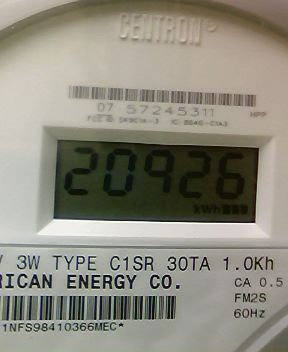 CENTRON®
07 57245311
HPP
20926
kWh
3W TYPE C1SR 30TA 1.0Kh
RICAN ENERGY CO.
CA 0.5
FM2S
60Hz
1NFS98410366MEC*